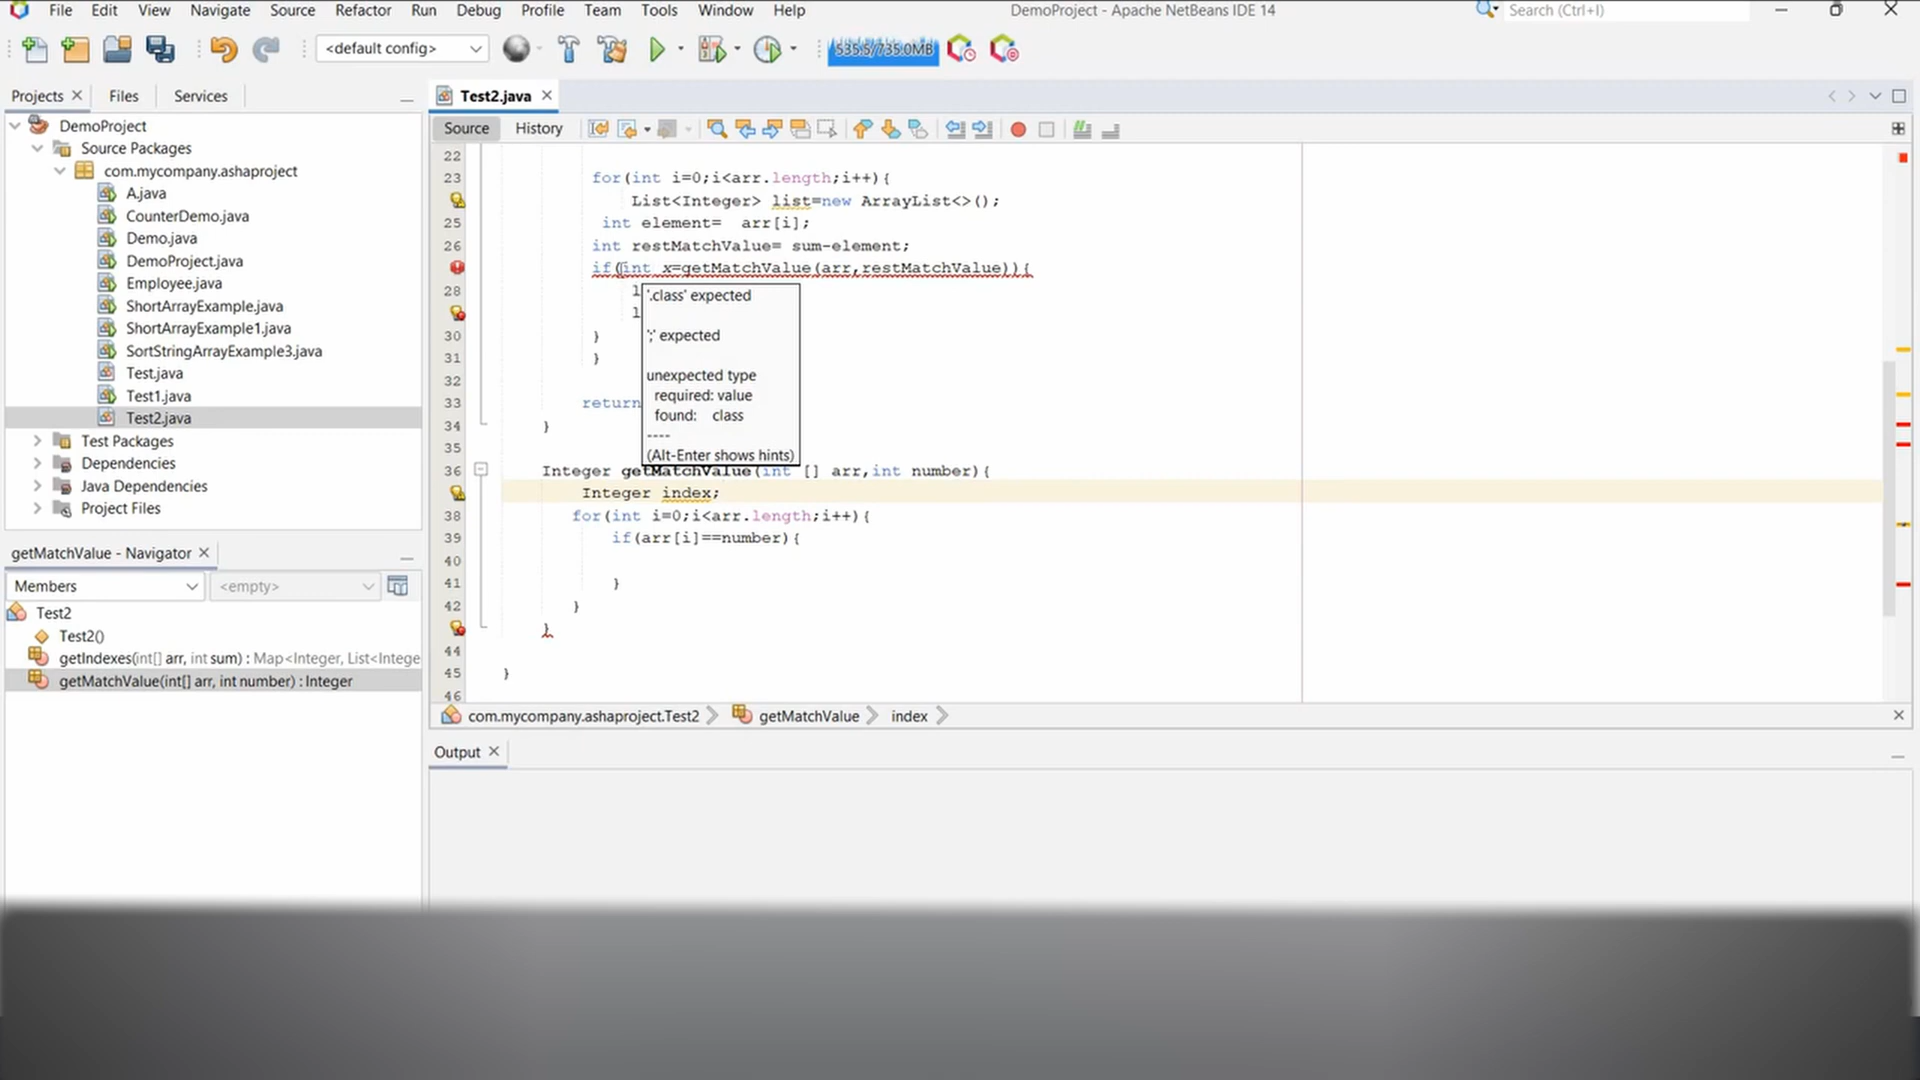 File Edit View Navigate Source Refactor Run Debug Profile Team Tools Window Help
DemoProject - Apache NetBeans IDE 14
Search (Ctrl+I)
<default config>
535.5/735.0MB
Projects Files Services
DemoProject
Source Packages
com.mycompany.ashaproject
A.java
CounterDemo.java
Demo.java
DemoProject.java
Employee.java
ShortArrayExample.java
ShortArrayExample1.java
SortStringArrayExample3.java
Test.java
Test1.java
Test2.java
Test Packages
Dependencies
Java Dependencies
Project Files
getMatchValue - Navigator
Members <empty>
Test2
Test2()
getIndexes(int[] arr, int sum) : Map<Integer, List<Intege
getMatchValue(int[] arr, int number) : Integer
Test2.java
Source History
22
23 for(int i=0;i<arr.length;i++){
List<Integer> list=new ArrayList<>();
25 int element= arr[i];
26 int restMatchValue= sum-element;
if(int x=getMatchValue(arr,restMatchValue)){
28 l
l
30 }
31 }
32
33 return
34 }
35
36 Integer getMatchValue(int [] arr,int number){
Integer index;
38 for(int i=0;i<arr.length;i++){
39 if(arr[i]==number){
40
41 }
42 }
}
44
45 }
46
'.class' expected
';' expected
unexpected type
required: value
found: class
----
(Alt-Enter shows hints)
com.mycompany.ashaproject.Test2 getMatchValue index
Output